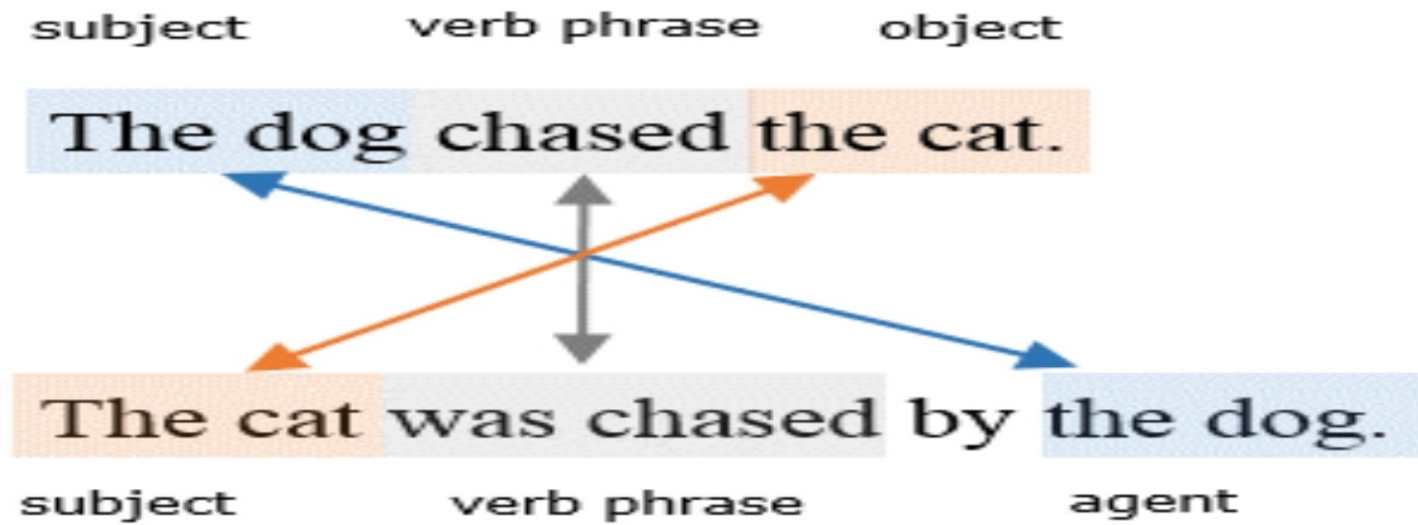 subject verb phrase object
The dog chased the cat.
The cat was chased by the dog.
subject verb phrase agent